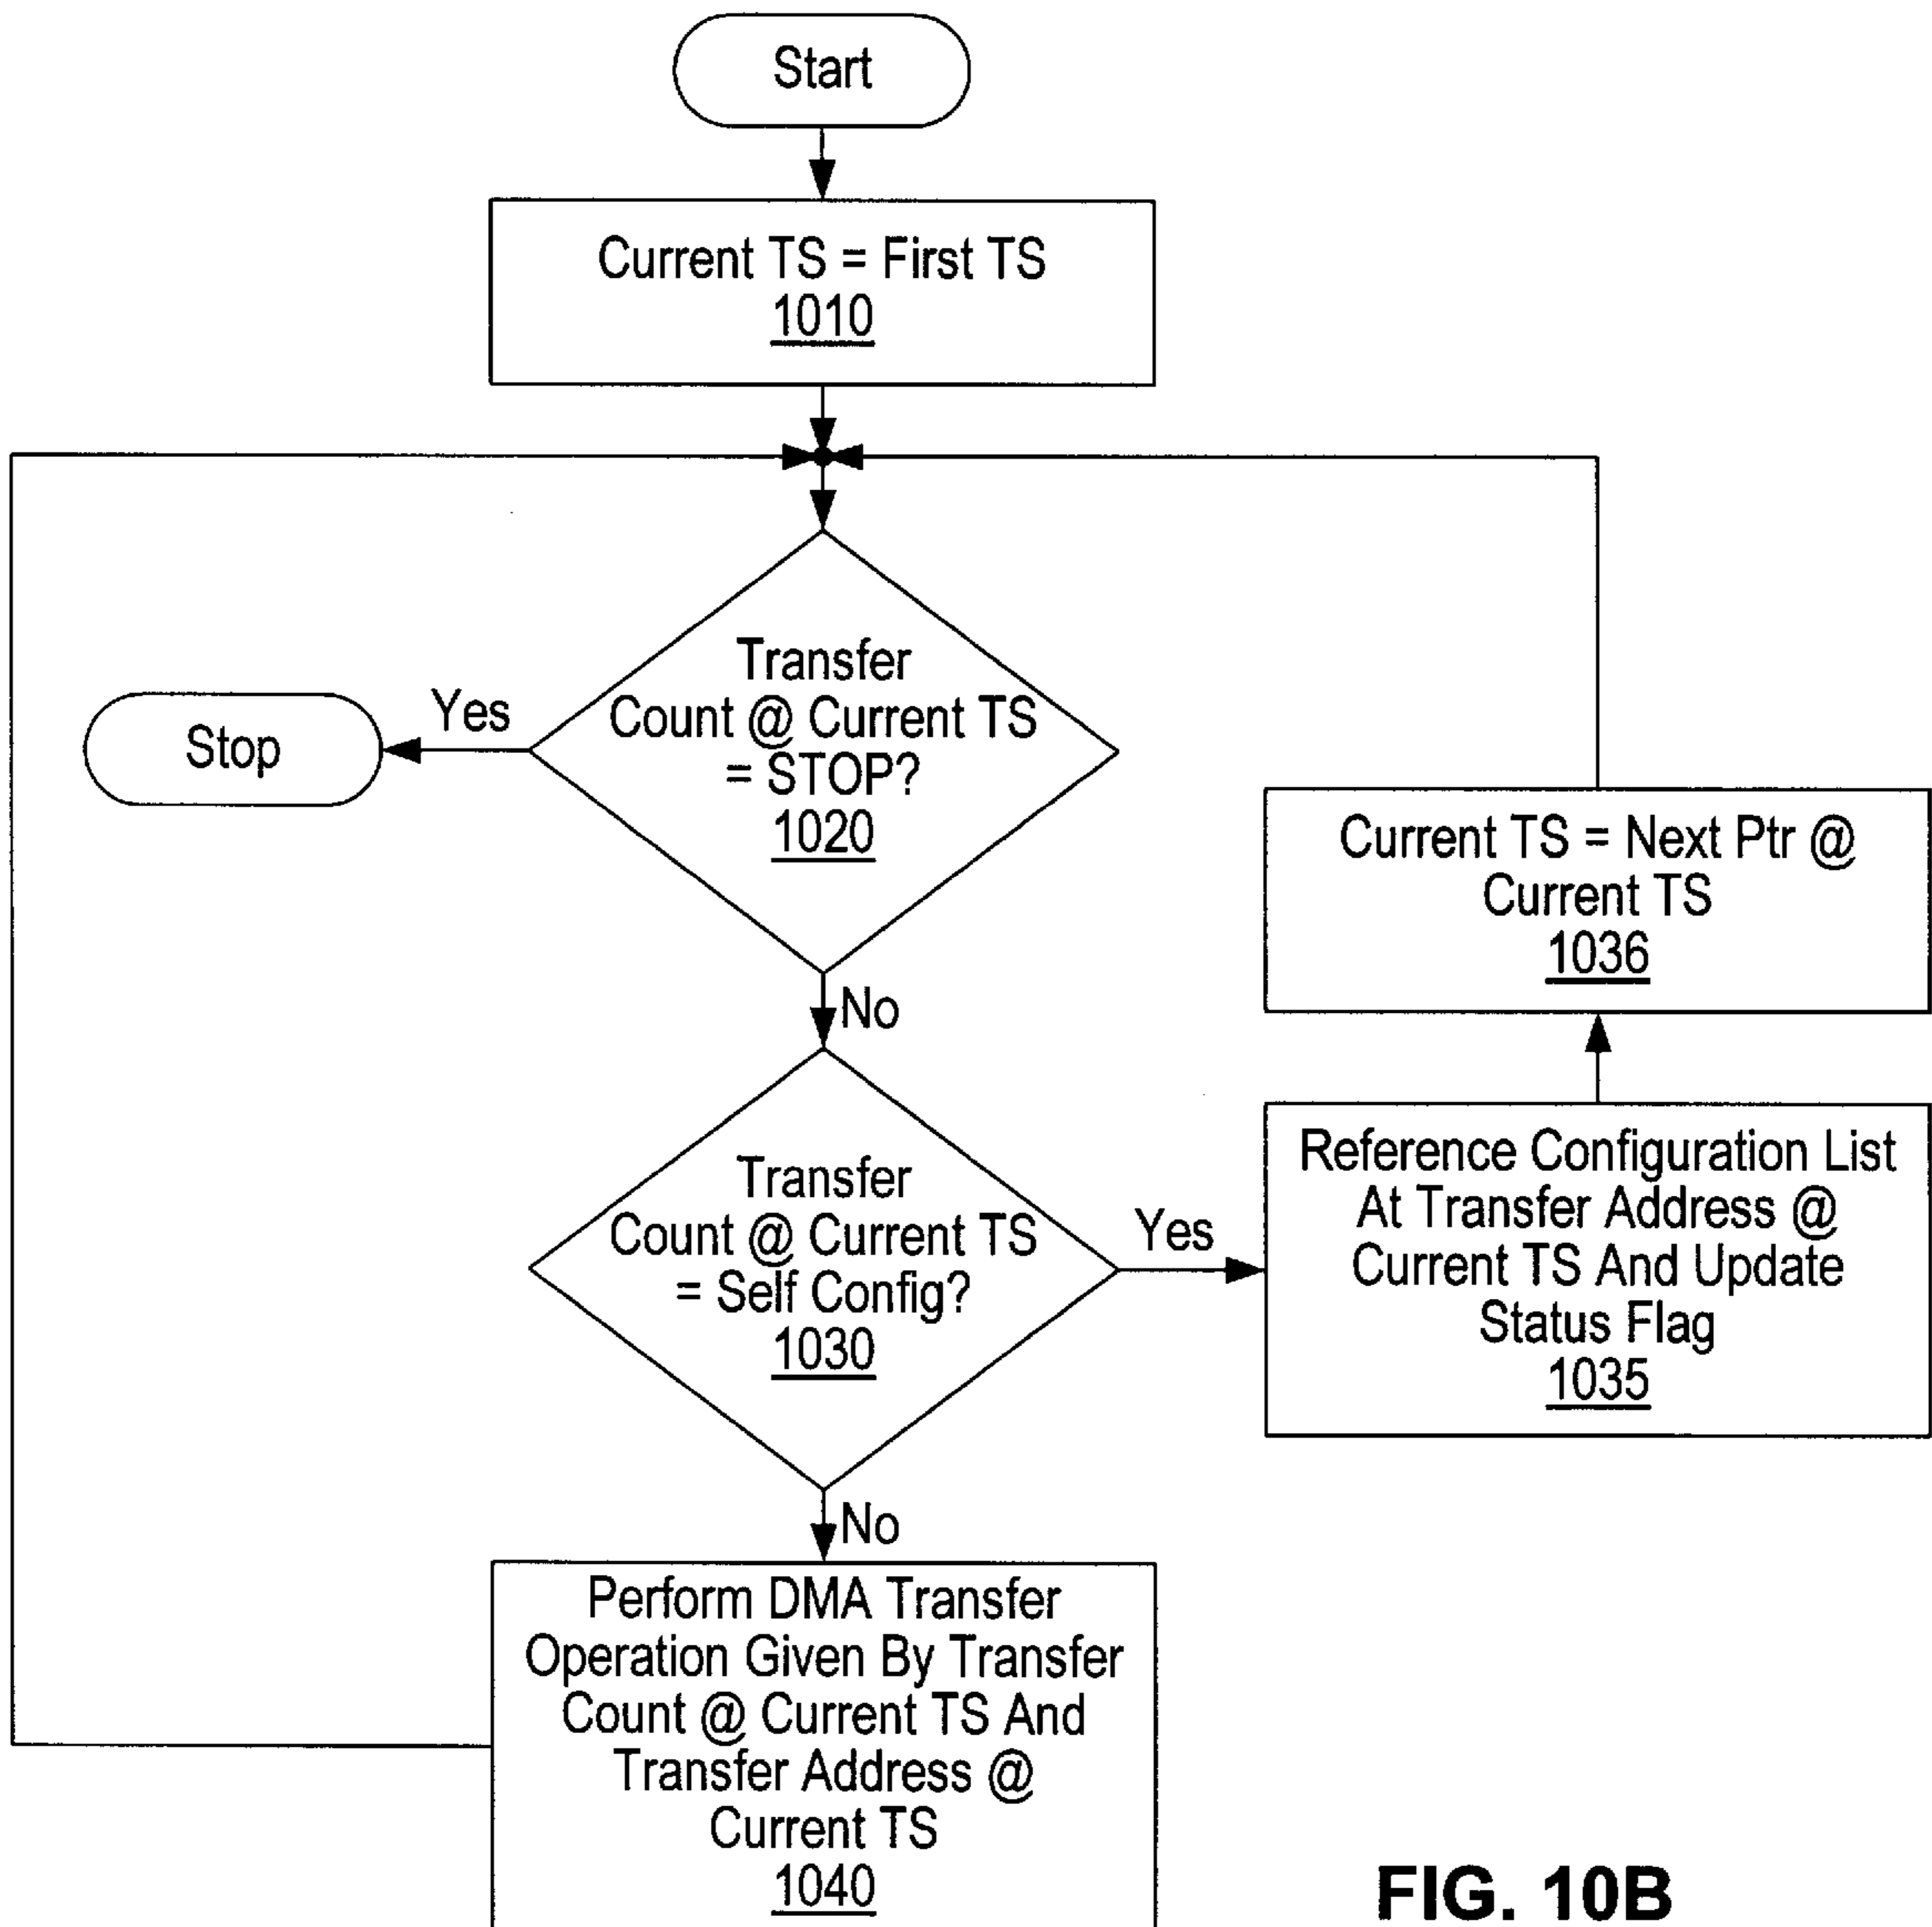 Start
Current TS = First TS
1010
Transfer
Count @ Current TS
= STOP?
1020
Yes
Stop
No
Transfer
Count @ Current TS
= Self Config?
1030
Yes
Reference Configuration List
At Transfer Address @
Current TS And Update
Status Flag
1035
Current TS = Next Ptr @
Current TS
1036
No
Perform DMA Transfer
Operation Given By Transfer
Count @ Current TS And
Transfer Address @
Current TS
1040
FIG. 10B